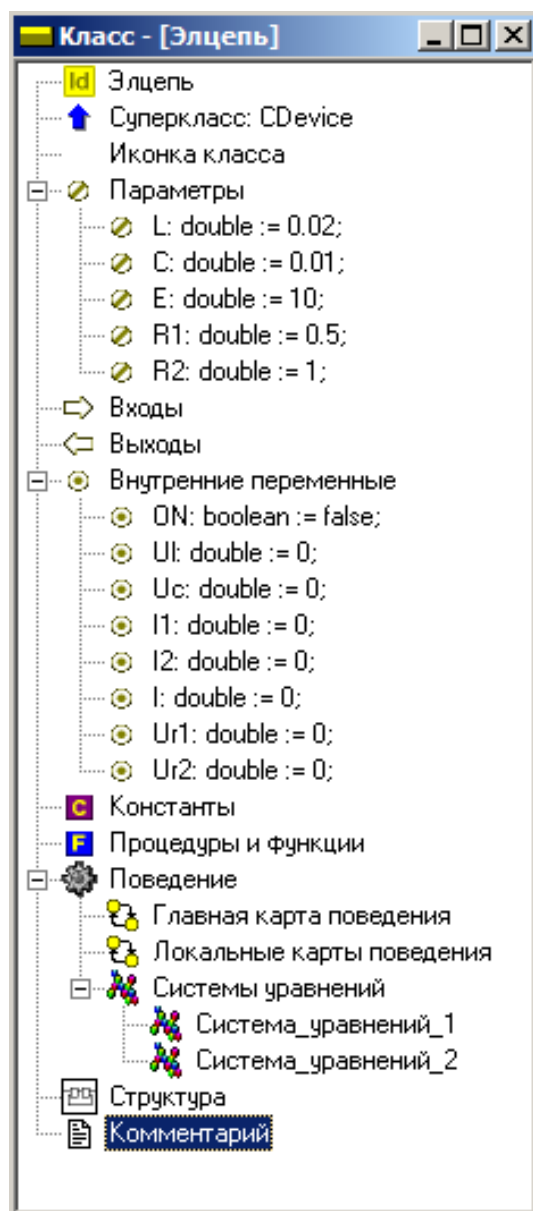 Класс - [Элцепь]
Id Элцепь
Суперкласс: CDevice
Иконка класса
Параметры
L: double := 0.02;
C: double := 0.01;
E: double := 10;
R1: double := 0.5;
R2: double := 1;
Входы
Выходы
Внутренние переменные
ON: boolean := false;
Ul: double := 0;
Uc: double := 0;
I1: double := 0;
I2: double := 0;
I: double := 0;
Ur1: double := 0;
Ur2: double := 0;
C Константы
F Процедуры и функции
Поведение
Главная карта поведения
Локальные карты поведения
Системы уравнений
Система_уравнений_1
Система_уравнений_2
Структура
Комментарий